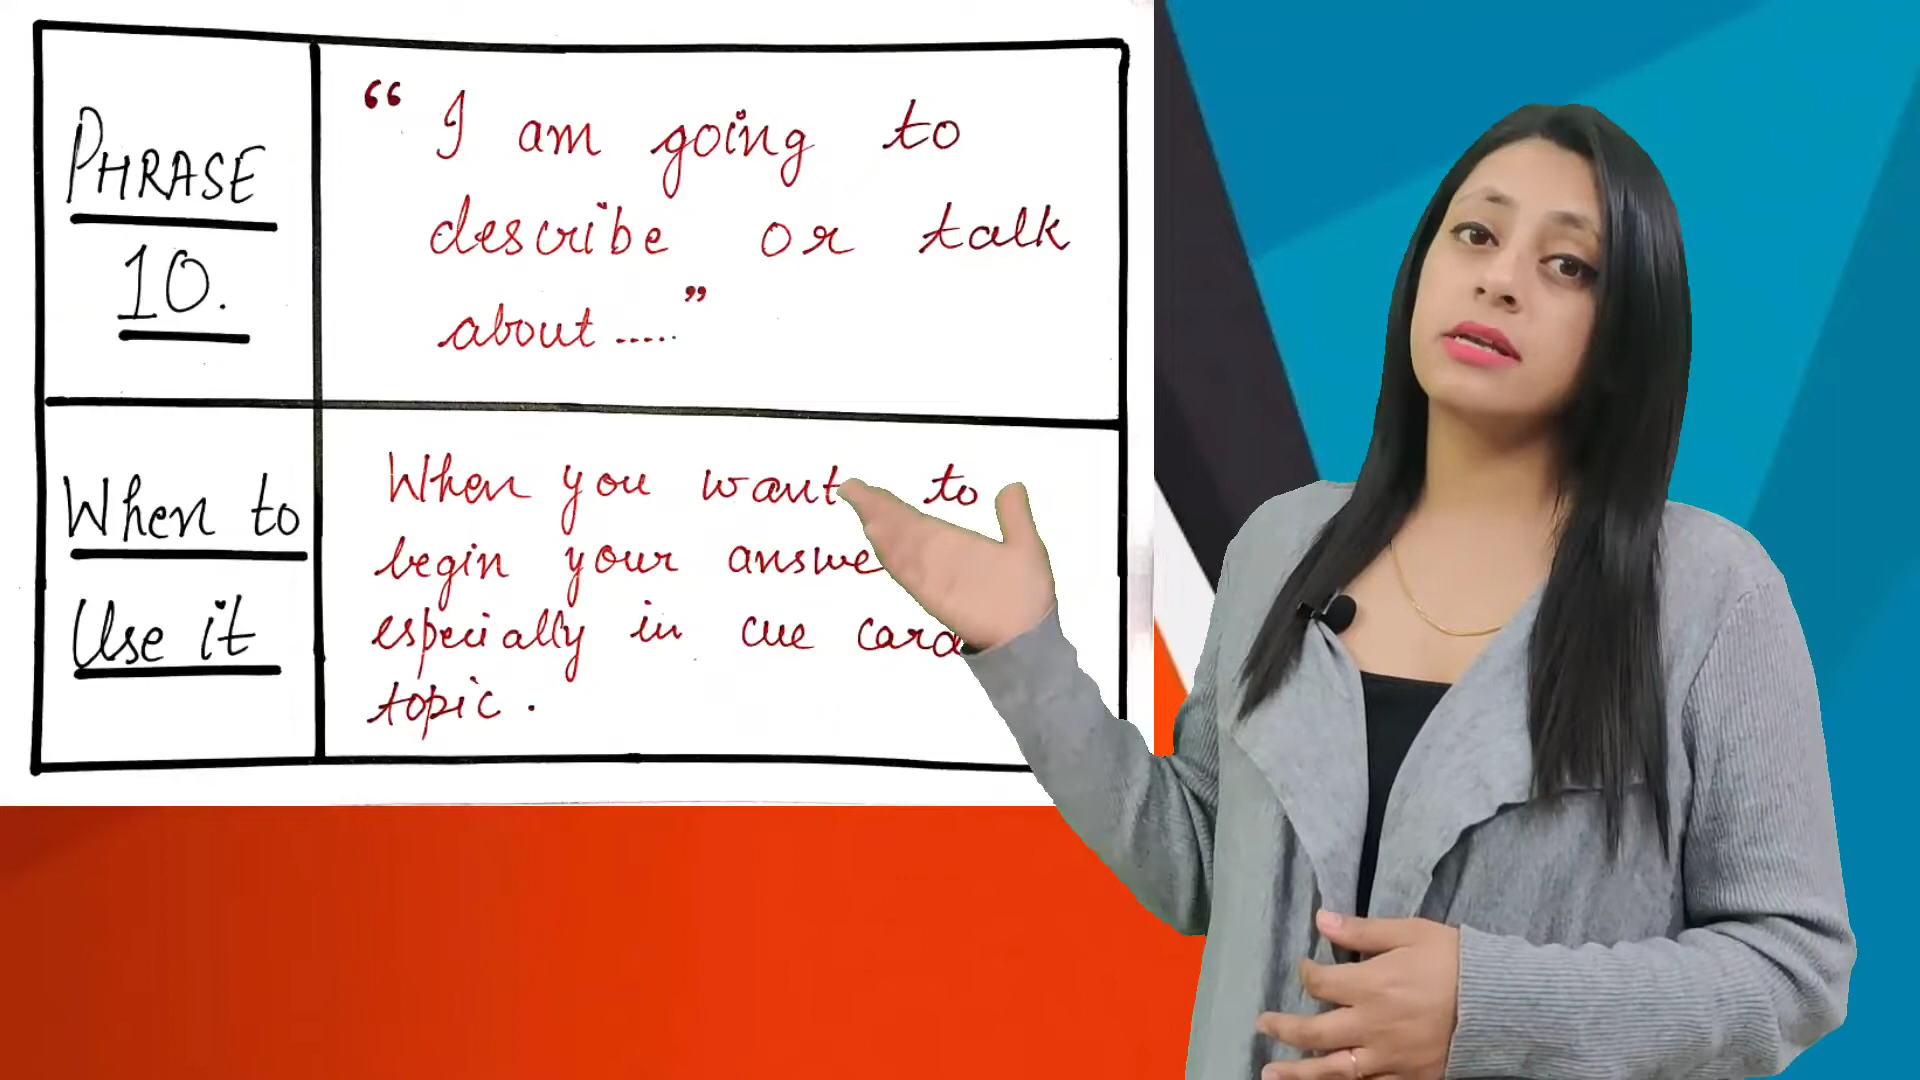 PHRASE
10.
“ I am going to
describe or talk
about ..... ”
When to
Use it
When you want to
begin your answe
especially in cue card
topic.